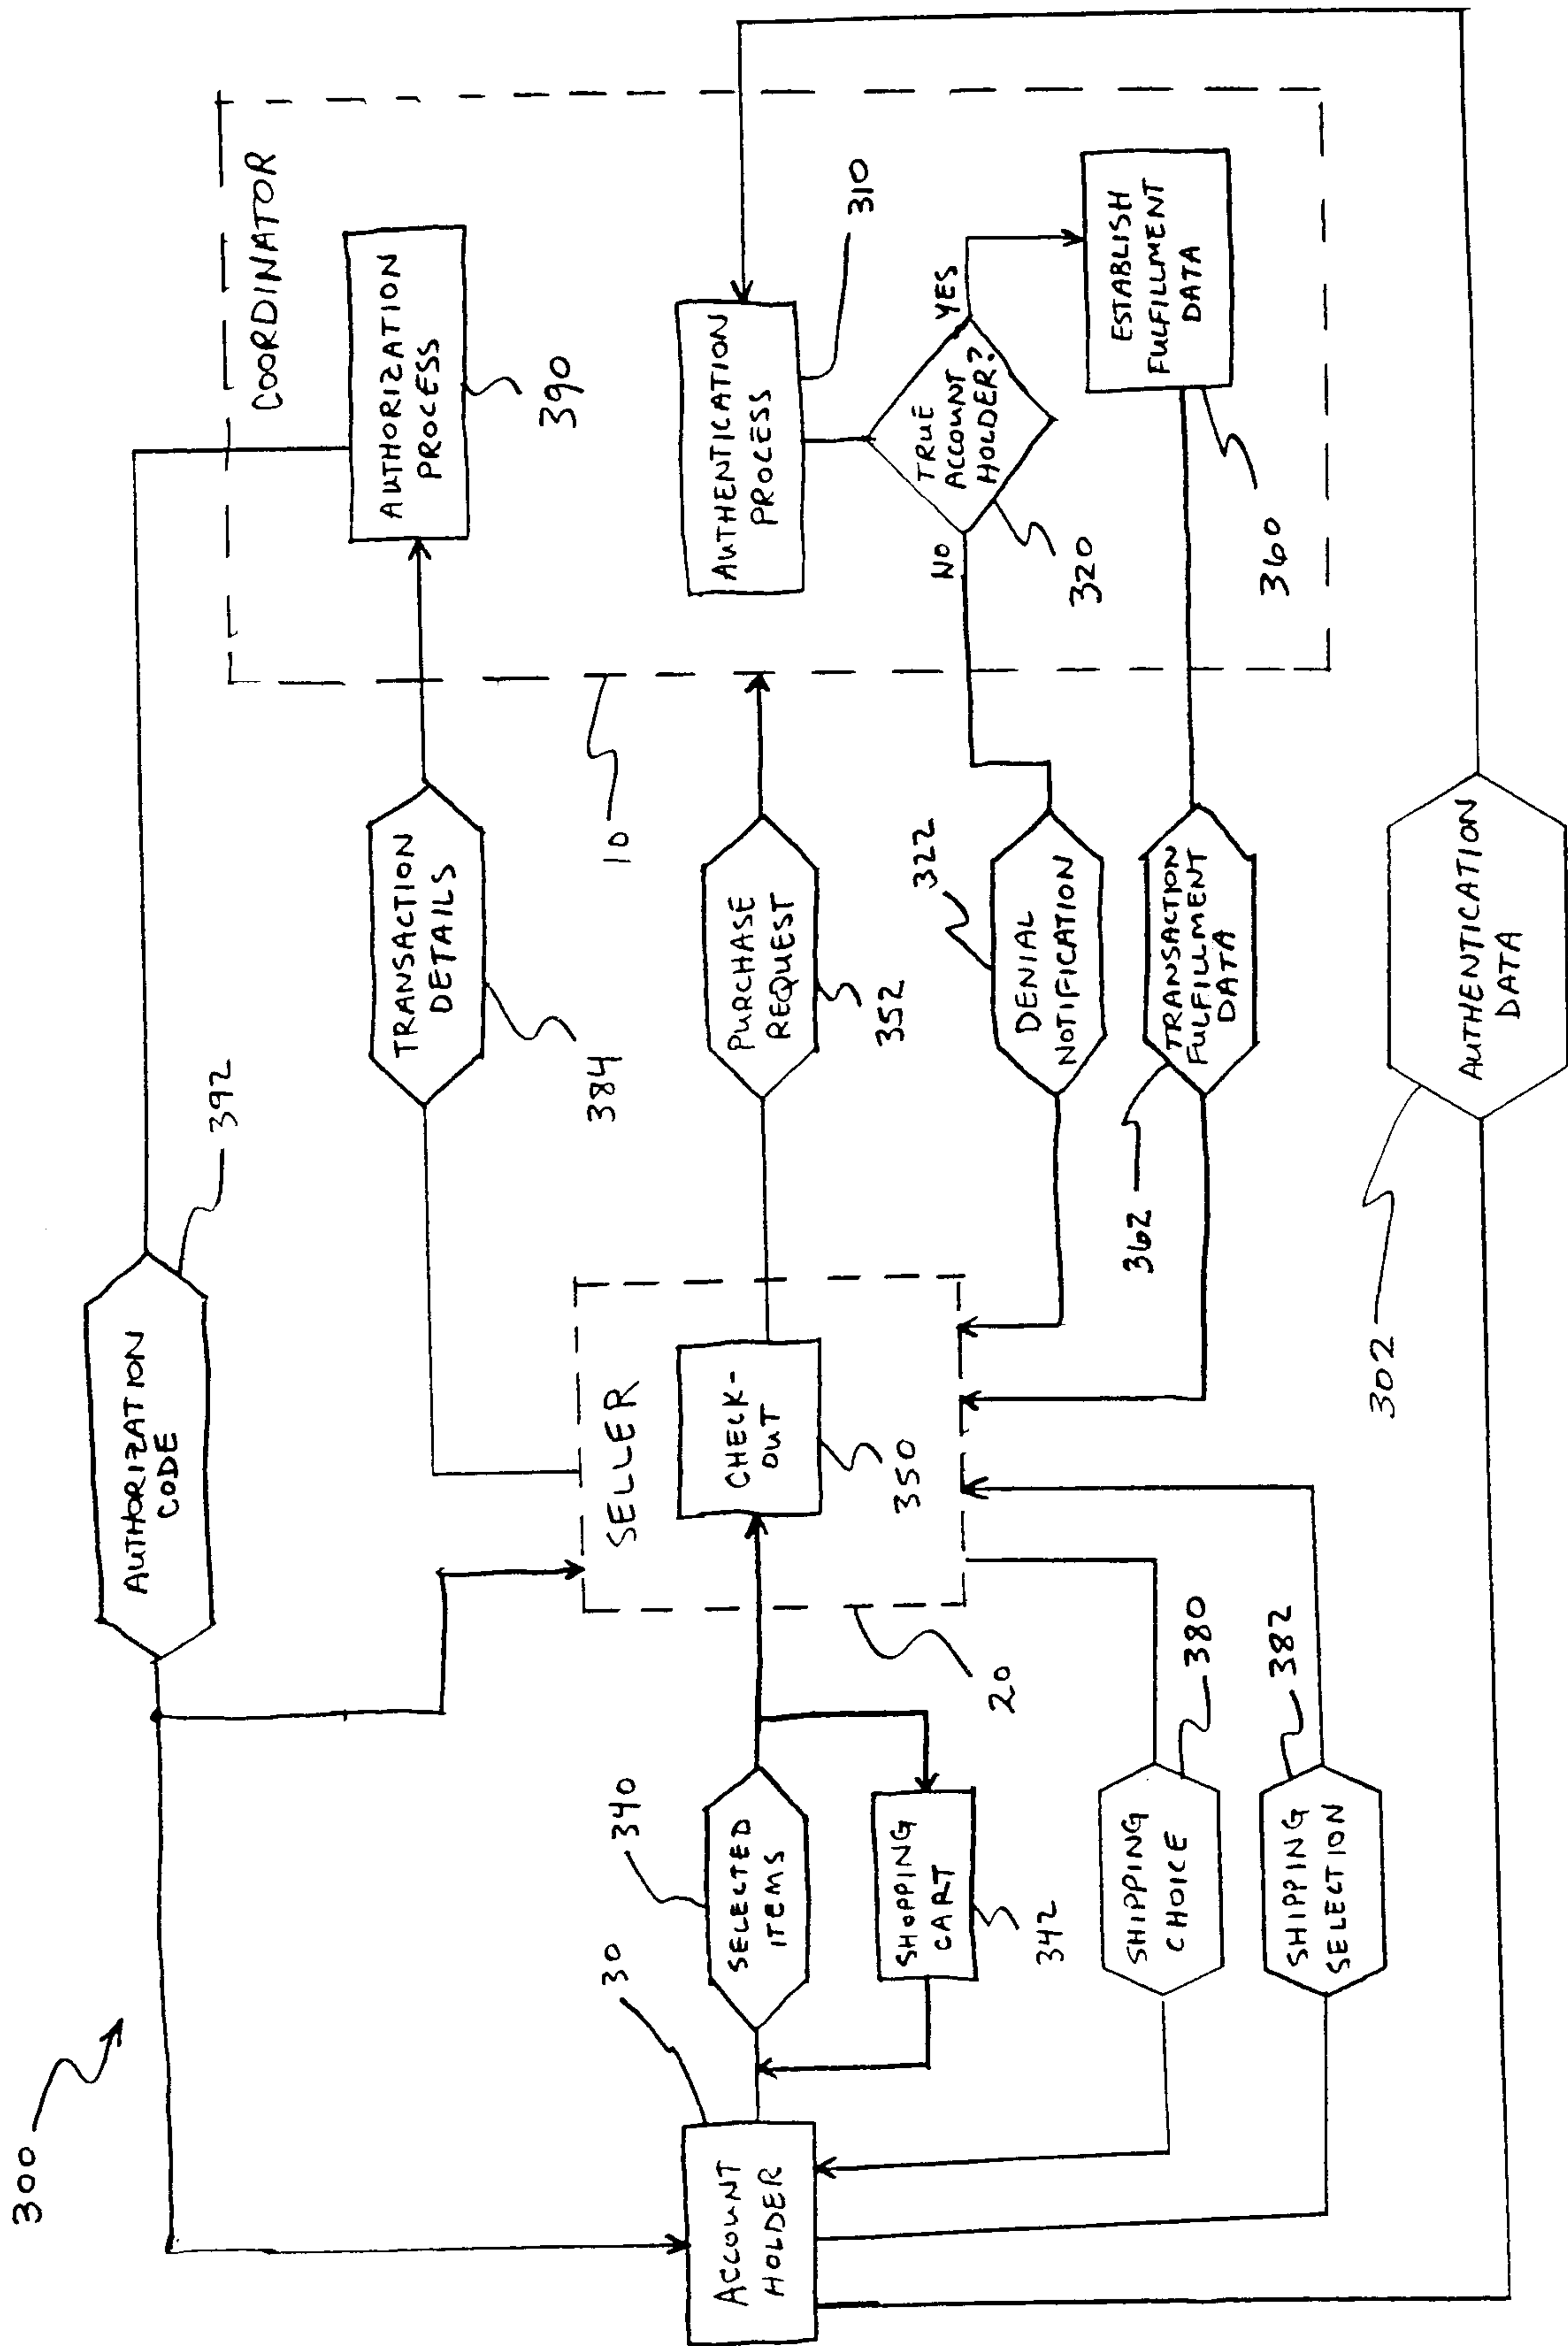 300
392
AUTHORIZATION
CODE
COORDINATOR
AUTHORIZATION
PROCESS
390
TRANSACTION
DETAILS
384
10
SELLER
CHECK-
OUT
350
20
PURCHASE
REQUEST
352
AUTHENTICATION
PROCESS
310
TRUE
ACCOUNT
HOLDER?
YES
NO
320
ESTABLISH
FULFILLMENT
DATA
360
322
DENIAL
NOTIFICATION
362
TRANSACTION
FULFILLMENT
DATA
30
ACCOUNT
HOLDER
340
SELECTED
ITEMS
SHOPPING
CART
342
SHIPPING
CHOICE
380
SHIPPING
SELECTION
382
302
AUTHENTICATION
DATA